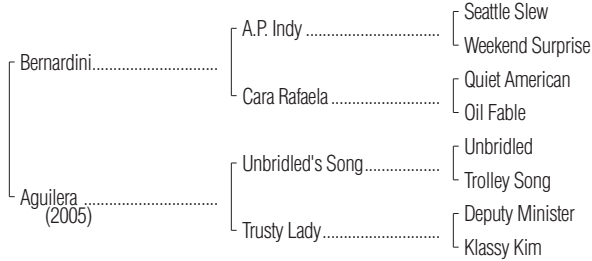 Seattle Slew
A.P. Indy ..............................
Weekend Surprise
Bernardini............................
Quiet American
Cara Rafaela .........................
Oil Fable
Unbridled
Unbridled's Song.................
Trolley Song
Aguilera ..............................
(2005)
Deputy Minister
Trusty Lady...........................
Klassy Kim